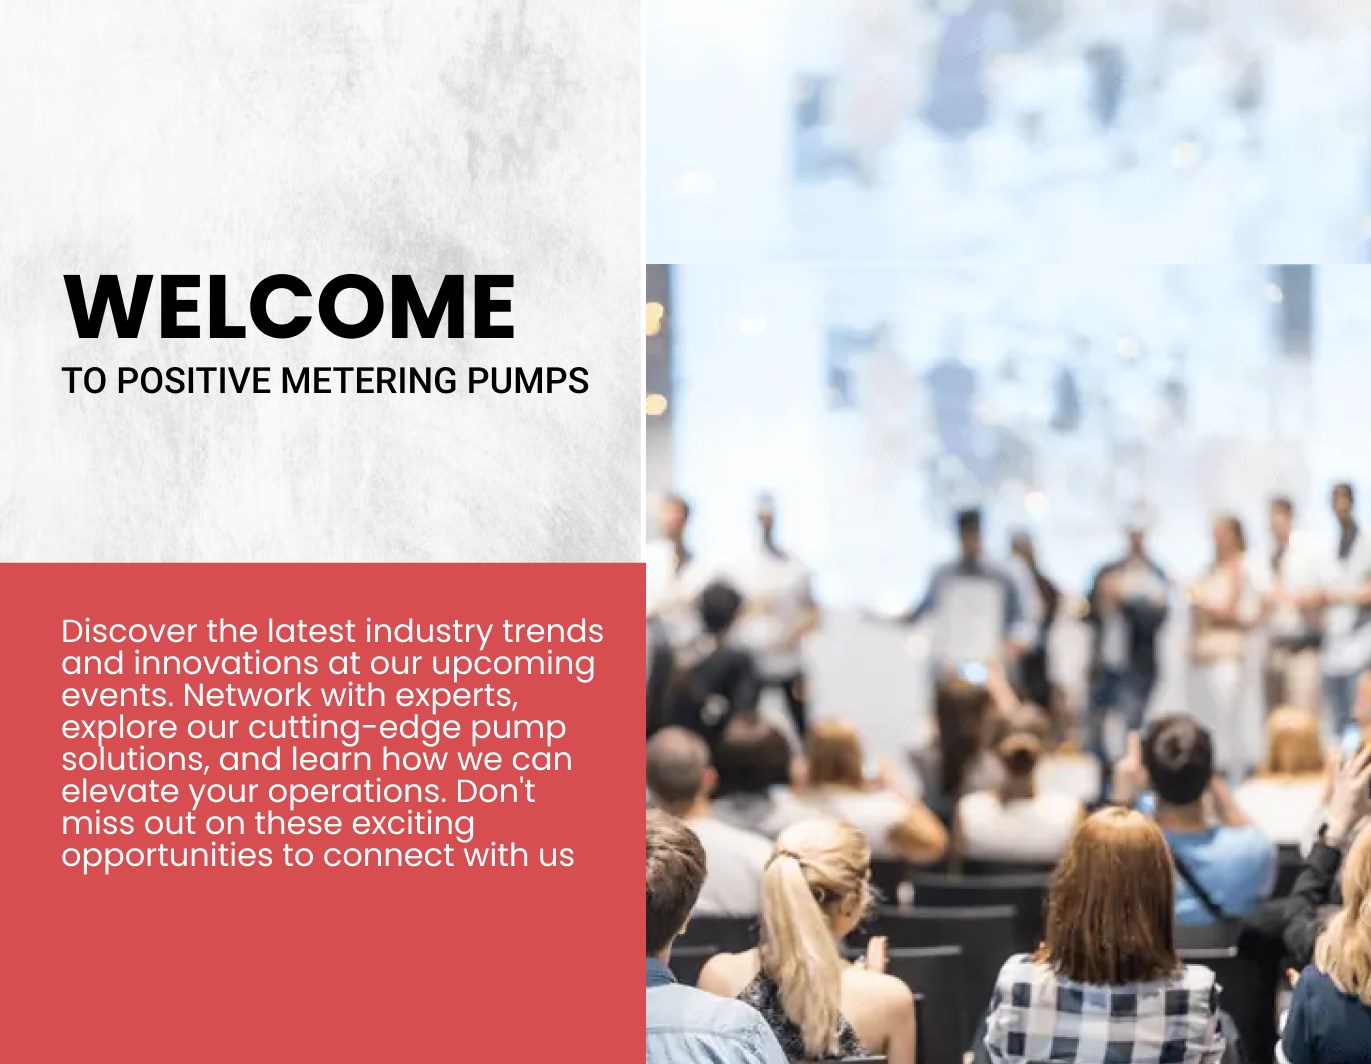 WELCOME
TO POSITIVE METERING PUMPS
Discover the latest industry trends
and innovations at our upcoming
events. Network with experts,
explore our cutting-edge pump
solutions, and learn how we can
elevate your operations. Don't
miss out on these exciting
opportunities to connect with us